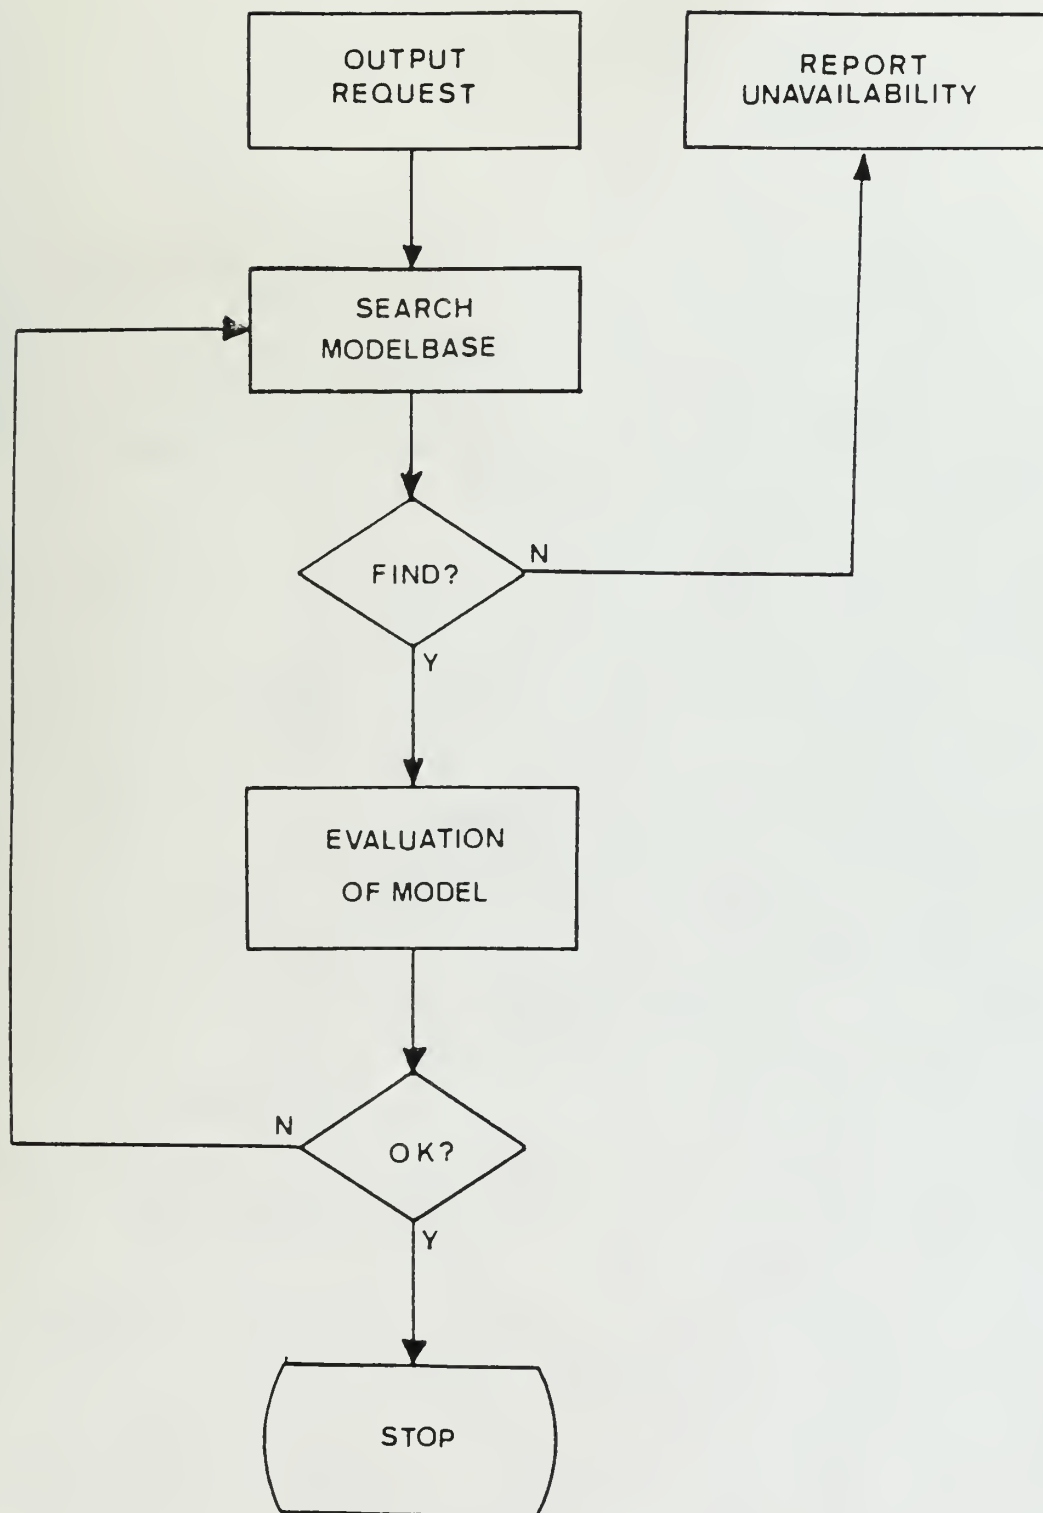 OUTPUT
REQUEST
REPORT
UNAVAILABILITY
SEARCH
MODELBASE
FIND?
N
Y
EVALUATION
OF MODEL
N
OK?
Y
STOP